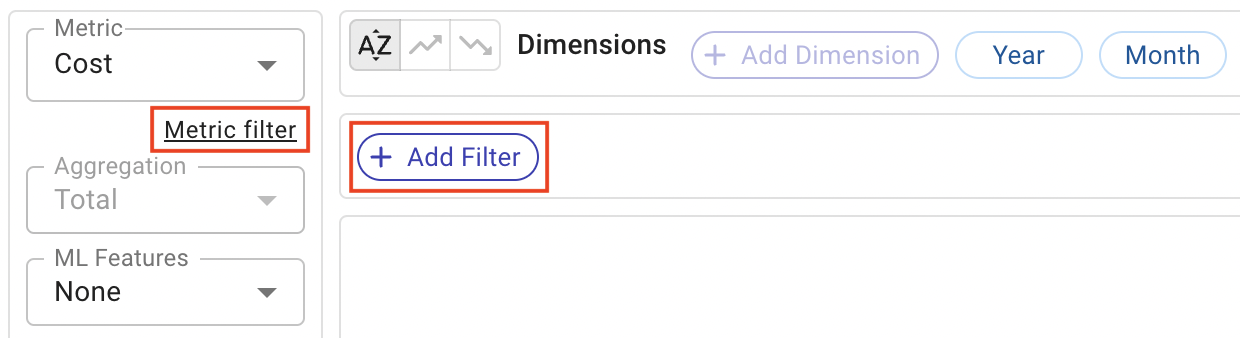 Metric
Cost
Metric filter
Aggregation
Total
ML Features
None
AZ Dimensions + Add Dimension Year Month
+ Add Filter